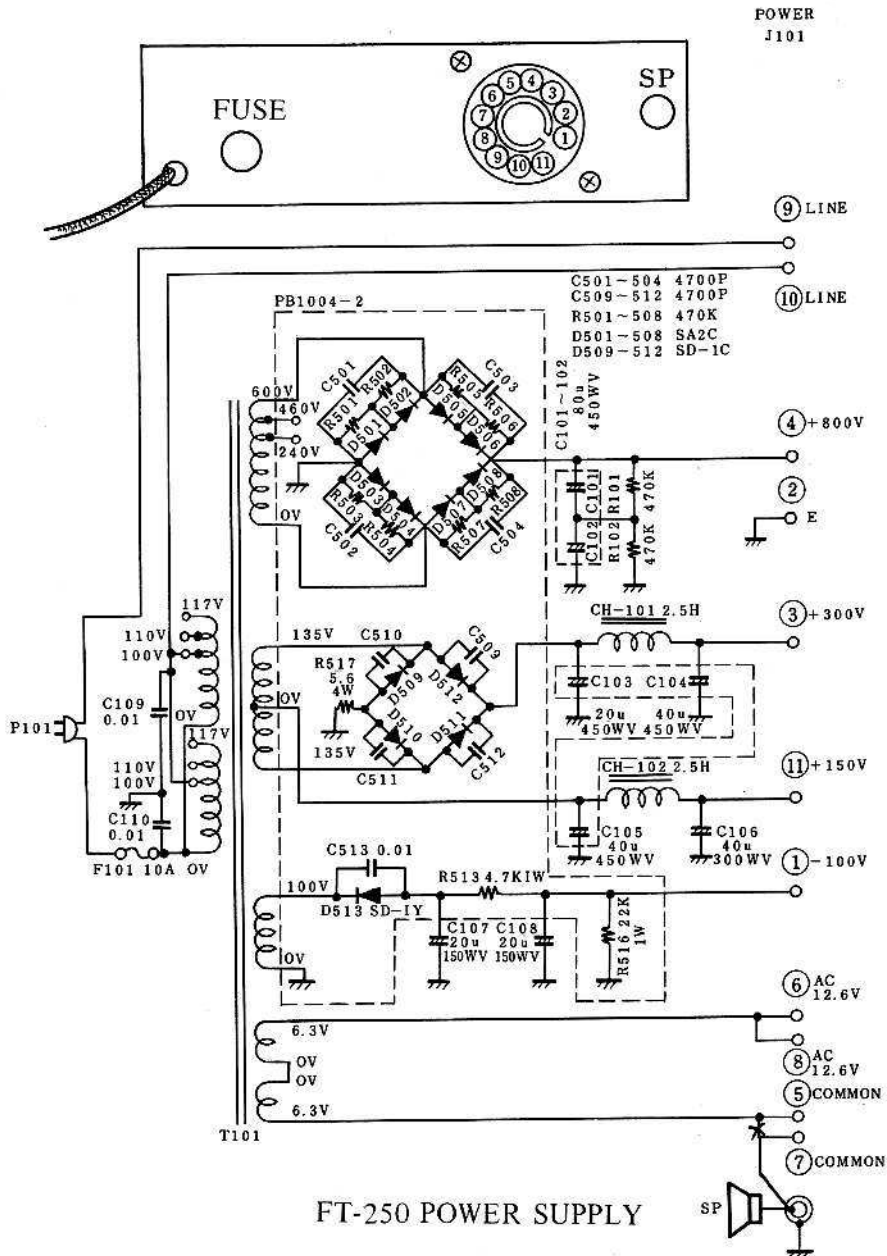 POWER
J101
FUSE
SP
⑤ ④
⑥ ③
⑦ ②
⑧ ①
⑨ ⑩ ⑪
⑨ LINE
⑩ LINE
C501~504 4700P
C509~512 4700P
R501~508 470K
D501~508 SA2C
D509~512 SD-1C
PB1004-2
600V
460V
240V
0V
C501
R502
R501
D502
D501
C503
R505
R506
D505
D506
D503
R503
D504
R504
C502
D508
R508
D507
R507
C504
C101~102
80u
450WV
C101
R101
470K
C102
R102
470K
④ +800V
② E
CH-101 2.5H
③ +300V
117V
110V
100V
0V
117V
110V
100V
0V
135V
0V
135V
C510
R517
5.6
4W
D509
C509
D512
D510
D511
C511
C512
C103
C104
20u
450WV
40u
450WV
P101
C109
0.01
C110
0.01
F101 10A
CH-102 2.5H
⑪ +150V
C105
40u
450WV
C106
40u
300WV
C513 0.01
100V
D513 SD-1Y
0V
R513 4.7K1W
① -100V
C107
20u
150WV
C108
20u
150WV
R516 22K
1W
6.3V
0V
0V
6.3V
⑥ AC
12.6V
⑧ AC
12.6V
⑤ COMMON
T101
⑦ COMMON
SP
FT-250 POWER SUPPLY